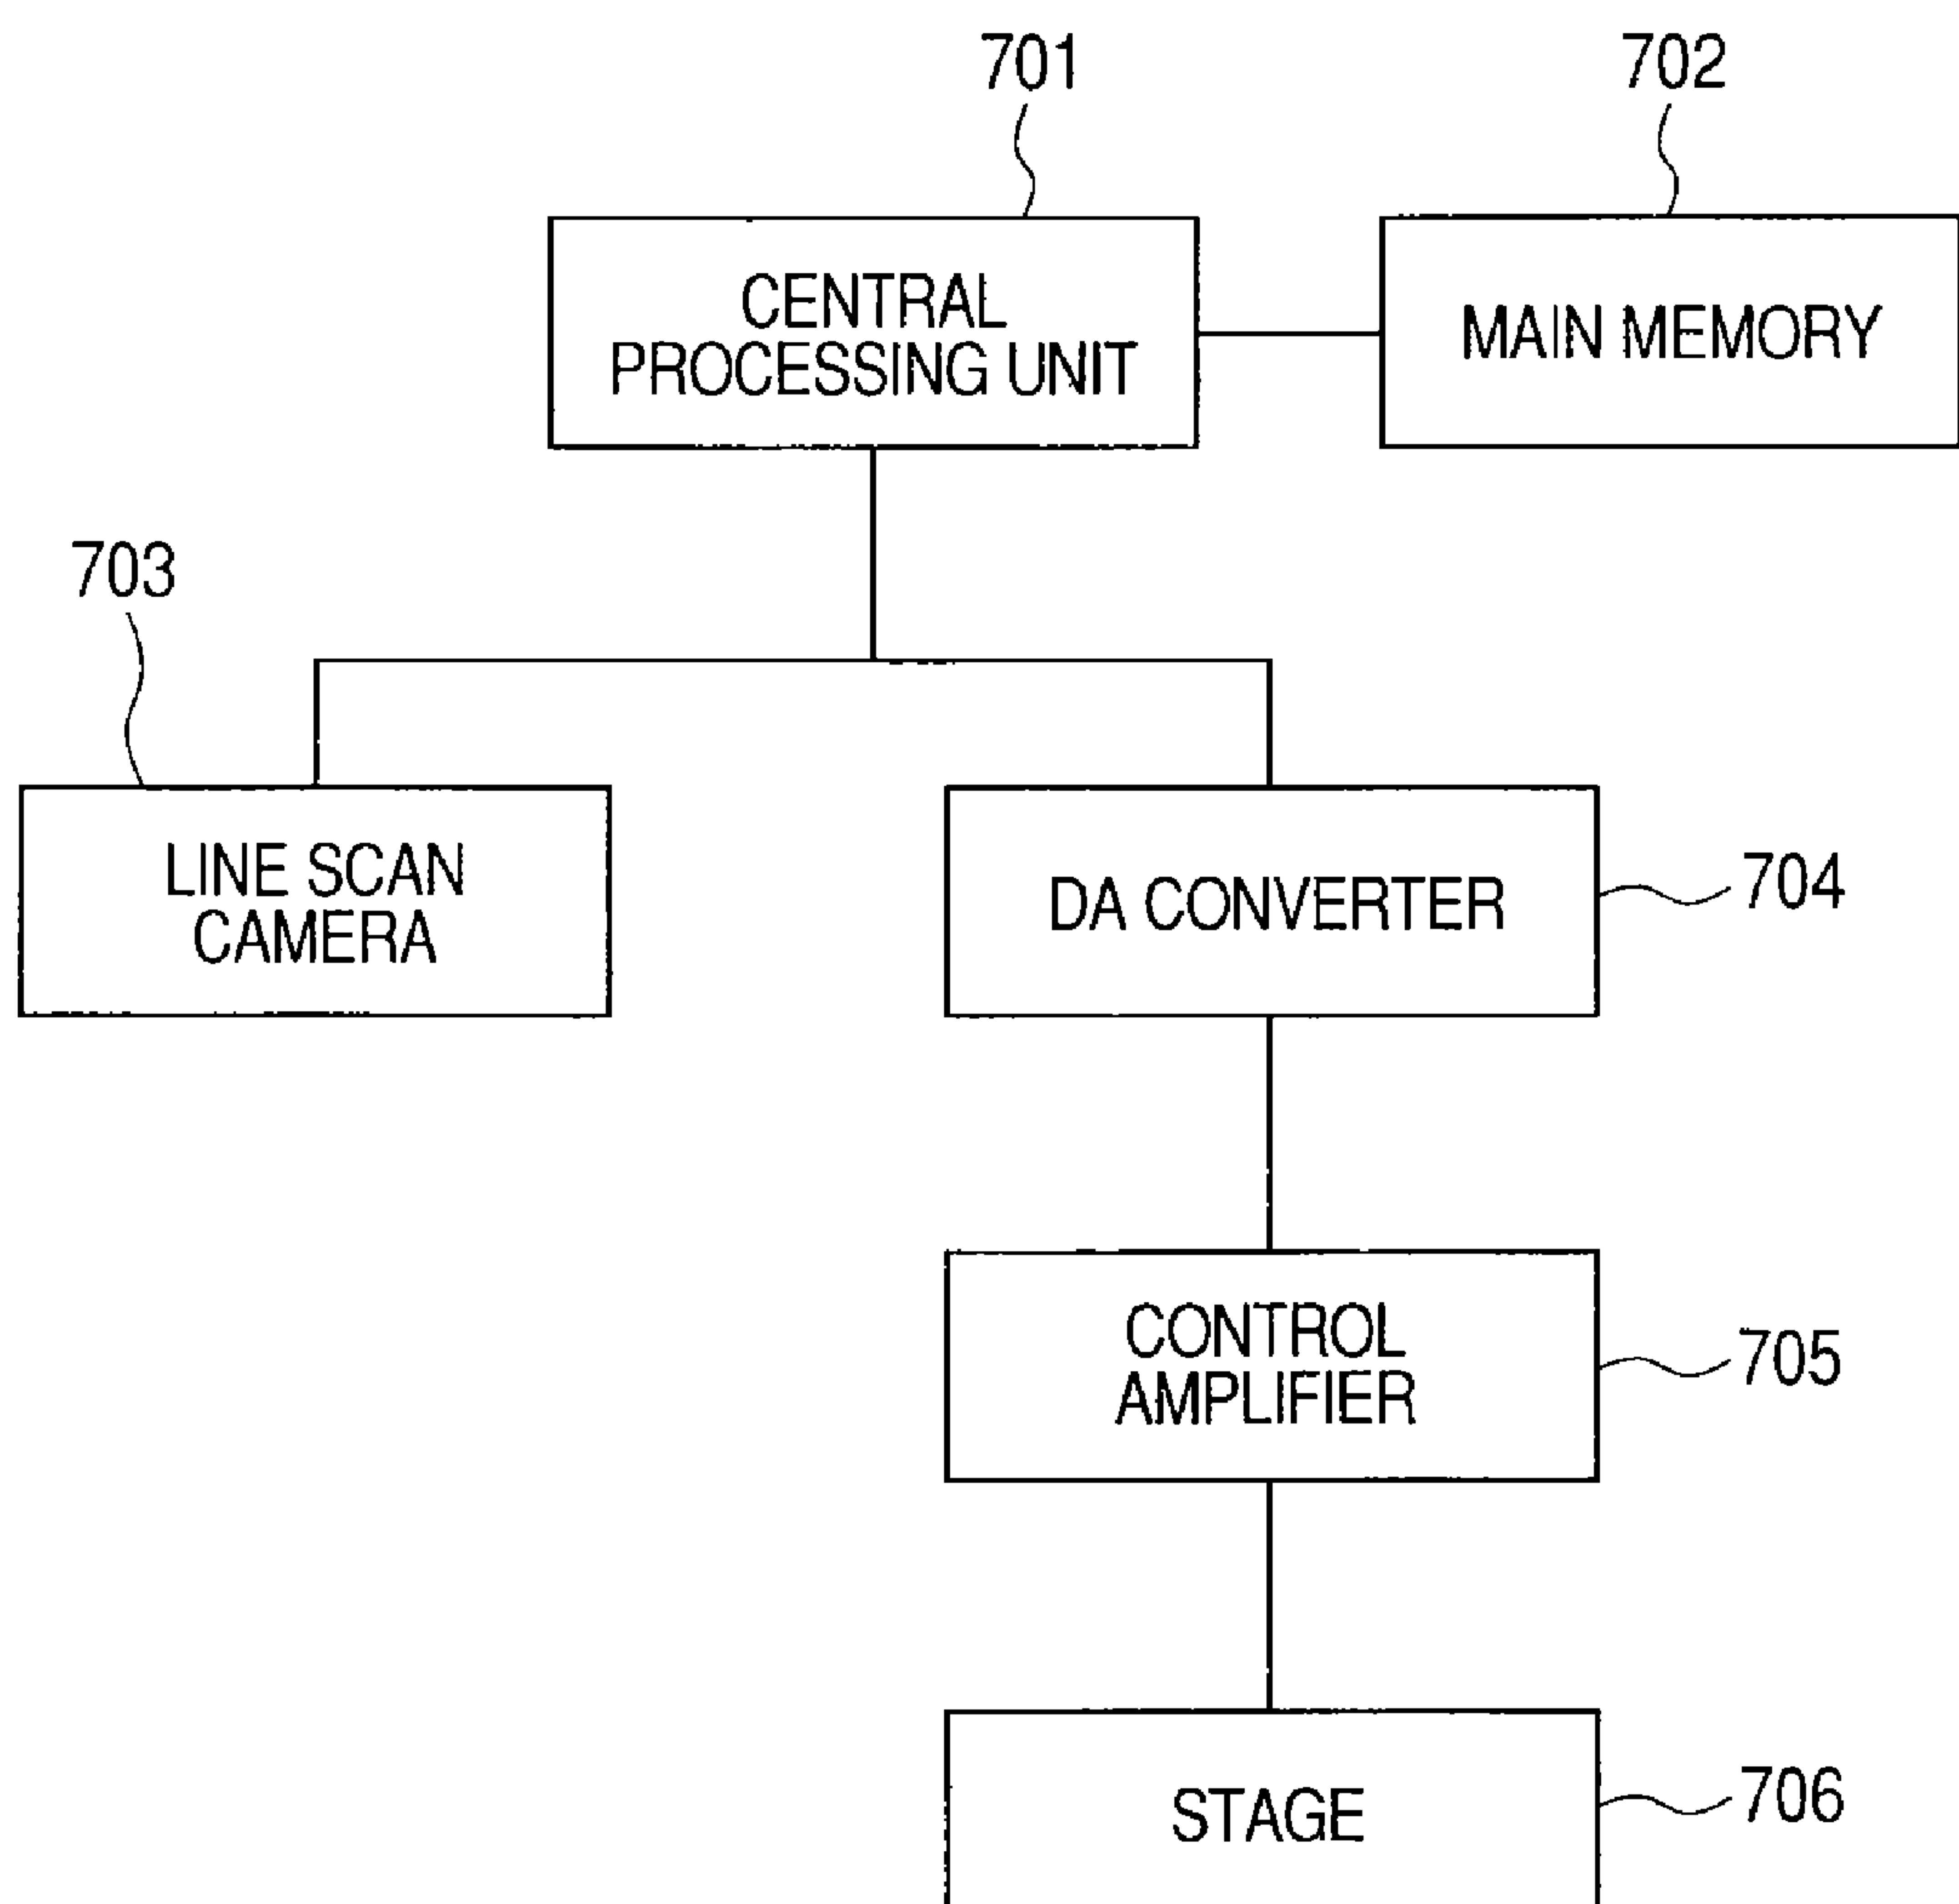 701
702
CENTRAL
PROCESSING UNIT
MAIN MEMORY
703
LINE SCAN
CAMERA
DA CONVERTER
704
CONTROL
AMPLIFIER
705
STAGE
706